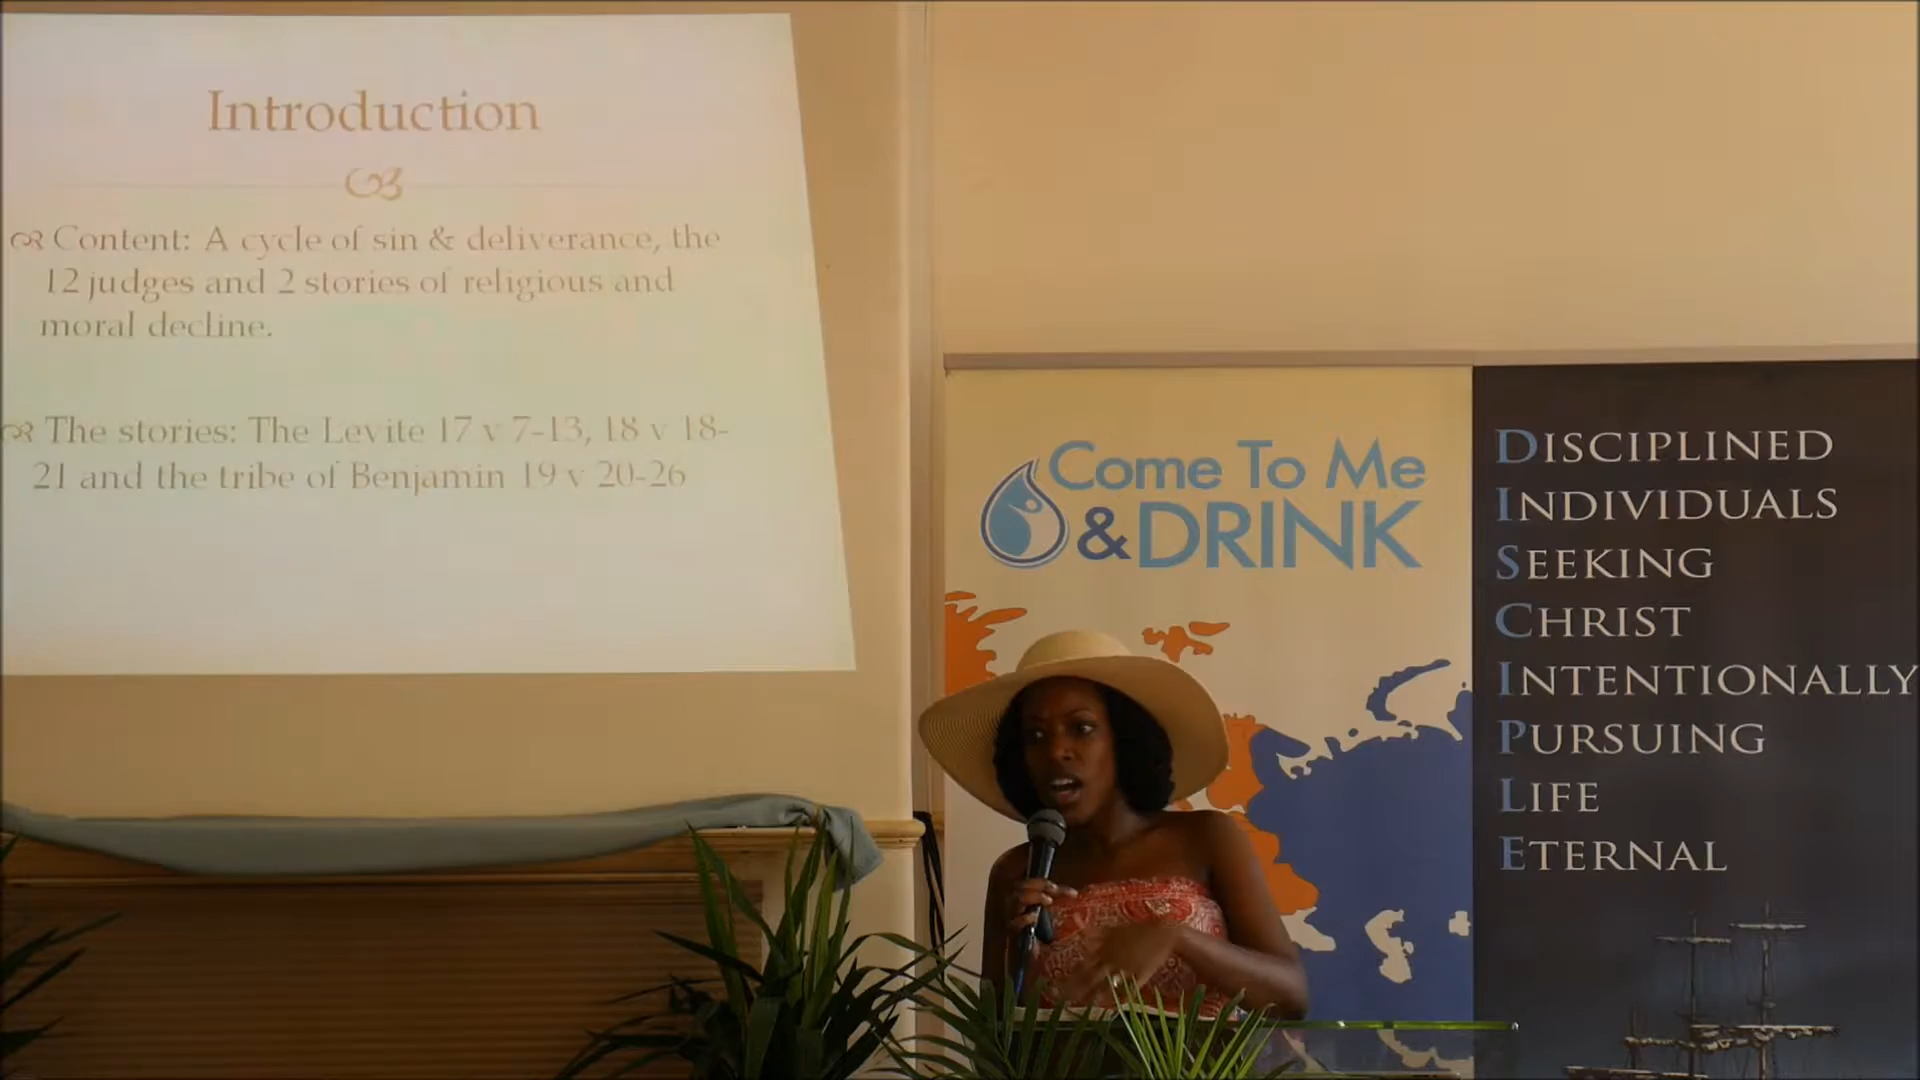 Introduction
Content: A cycle of sin & deliverance, the
12 judges and 2 stories of religious and
moral decline.
The stories: The Levite 17 v 7-13, 18 v 18-
21 and the tribe of Benjamin 19 v 20-26
Come To Me
& DRINK
DISCIPLINED
INDIVIDUALS
SEEKING
CHRIST
INTENTIONALLY
PURSUING
LIFE
ETERNAL